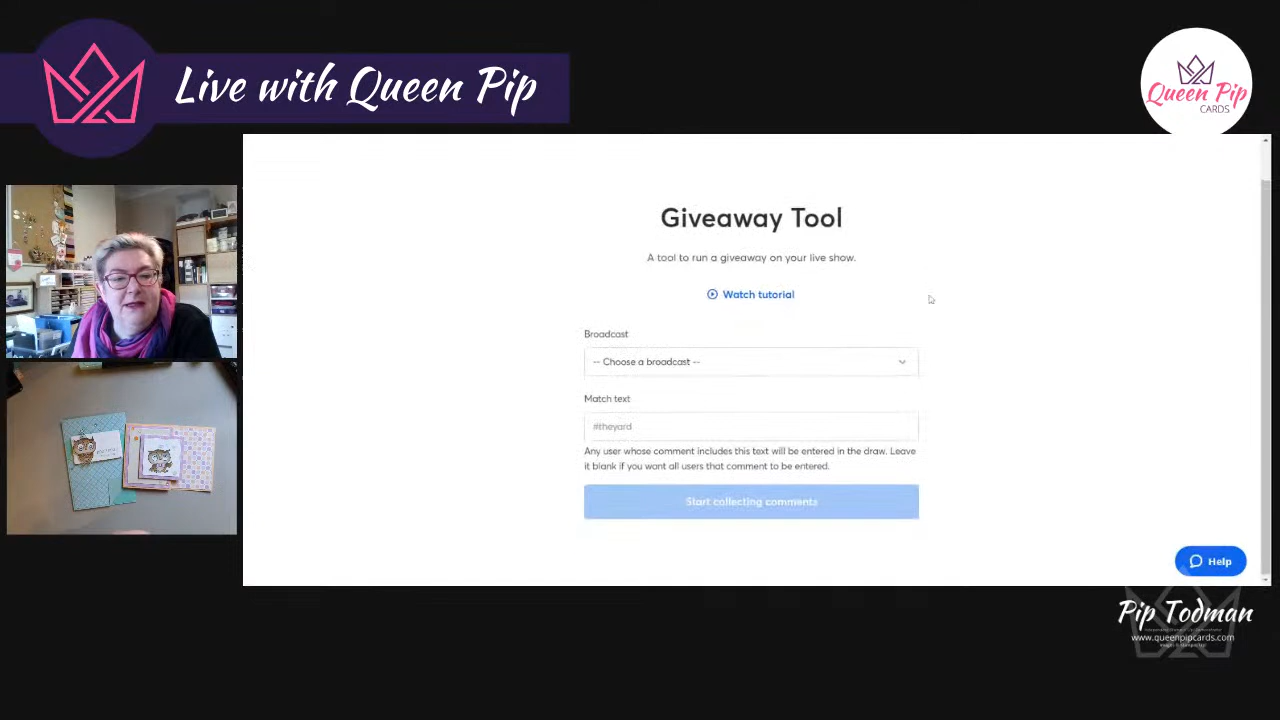 Live with Queen Pip
Queen Pip
CARDS
Giveaway Tool
A tool to run a giveaway on your live show.
Watch tutorial
Broadcast
-- Choose a broadcast --
Match text
#theyard
Any user whose comment includes this text will be entered in the draw. Leave
it blank if you want all users that comment to be entered.
Start collecting comments
Help
Pip Todman
www.queenpipcards.com